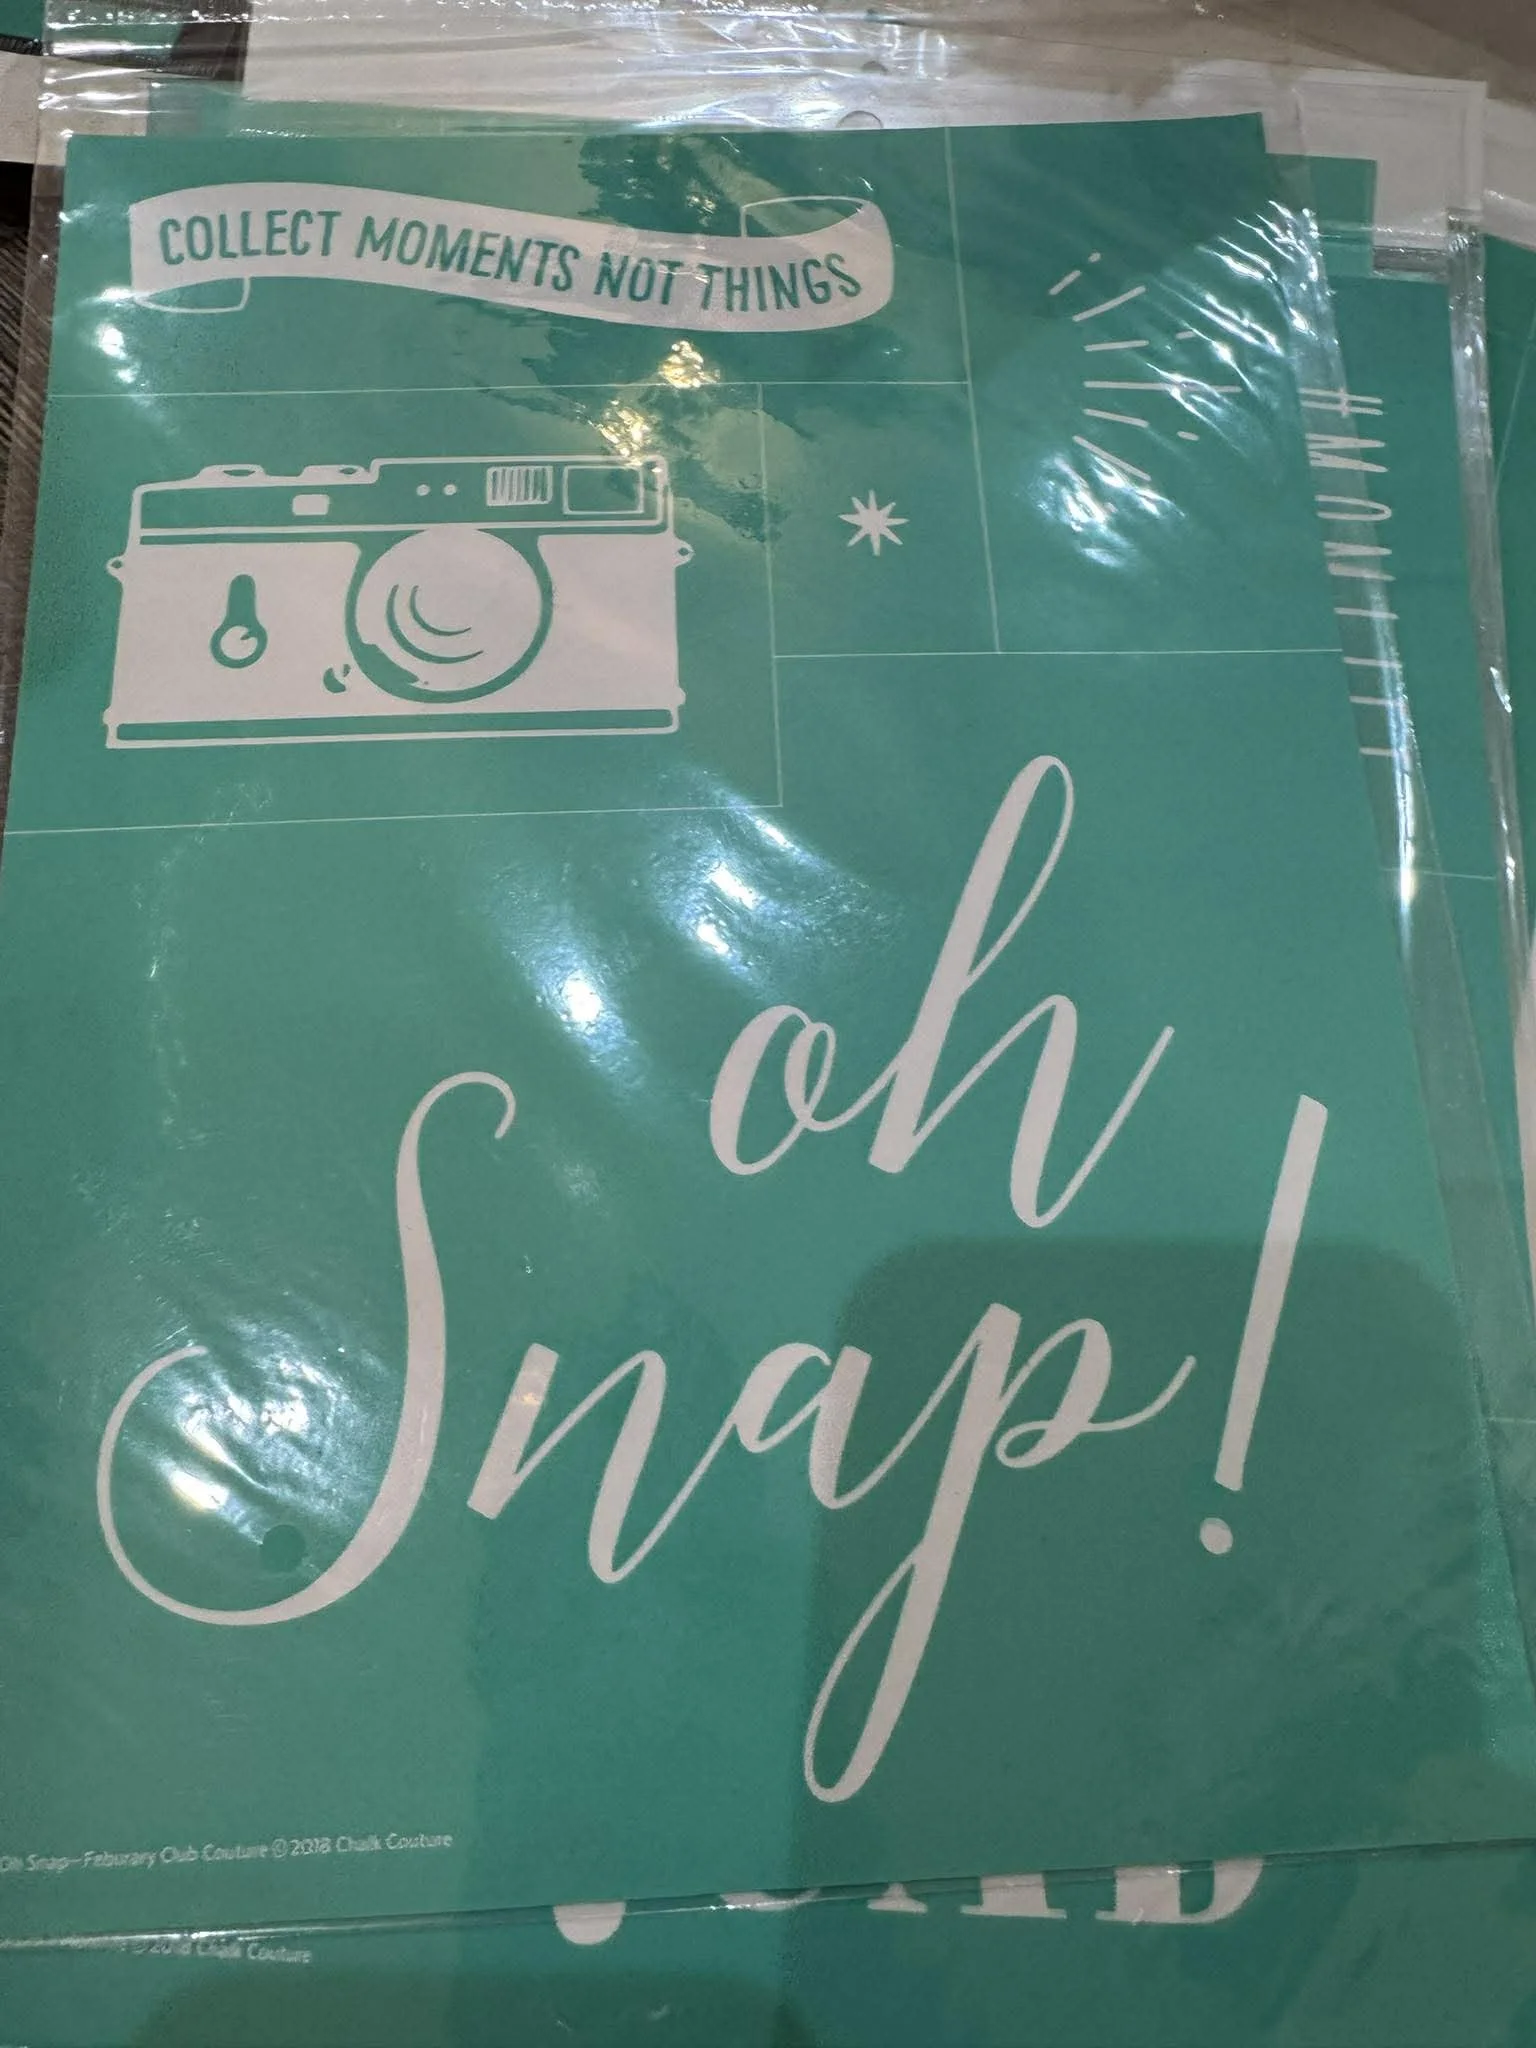 COLLECT MOMENTS NOT THINGS
oh
Snap!
Oh Snap—Feburary Club Couture ©2018 Chalk Couture
© 2018 Chalk Couture